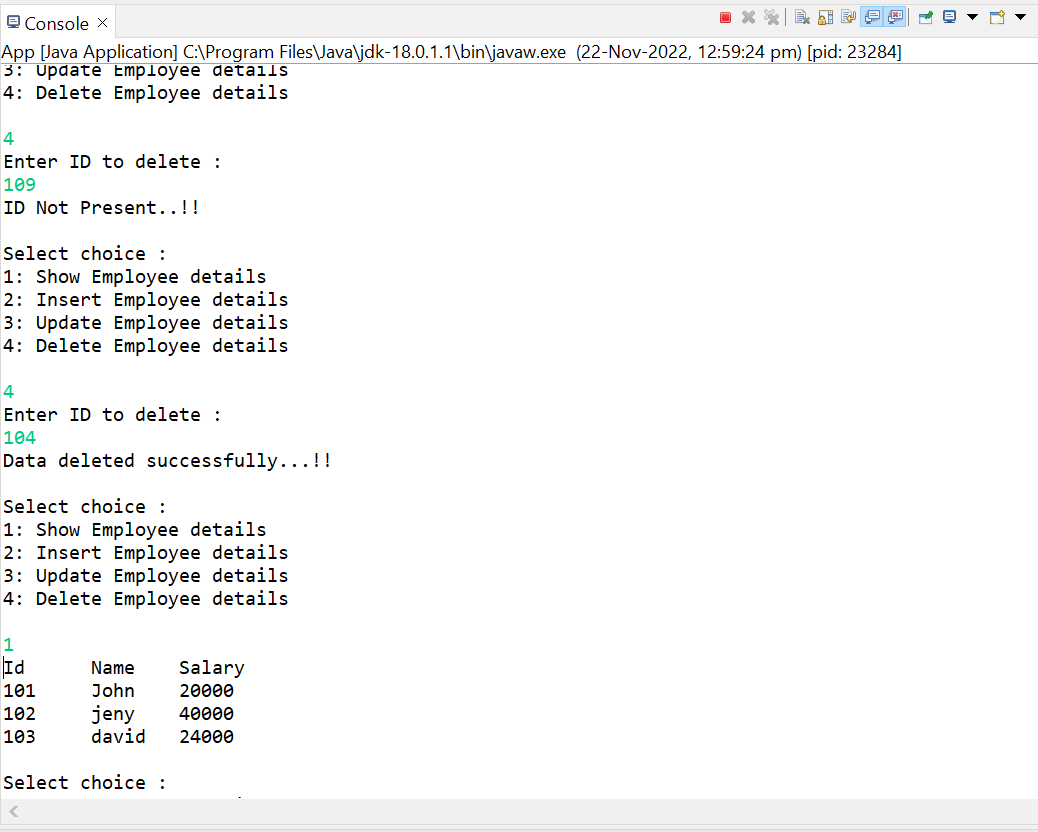 Console
App [Java Application] C:\Program Files\Java\jdk-18.0.1.1\bin\javaw.exe (22-Nov-2022, 12:59:24 pm) [pid: 23284]
3: Update Employee details
4: Delete Employee details
4
Enter ID to delete :
109
ID Not Present..!!
Select choice :
1: Show Employee details
2: Insert Employee details
3: Update Employee details
4: Delete Employee details
4
Enter ID to delete :
104
Data deleted successfully...!!
Select choice :
1: Show Employee details
2: Insert Employee details
3: Update Employee details
4: Delete Employee details
1
Id Name Salary
101 John 20000
102 jeny 40000
103 david 24000
Select choice :